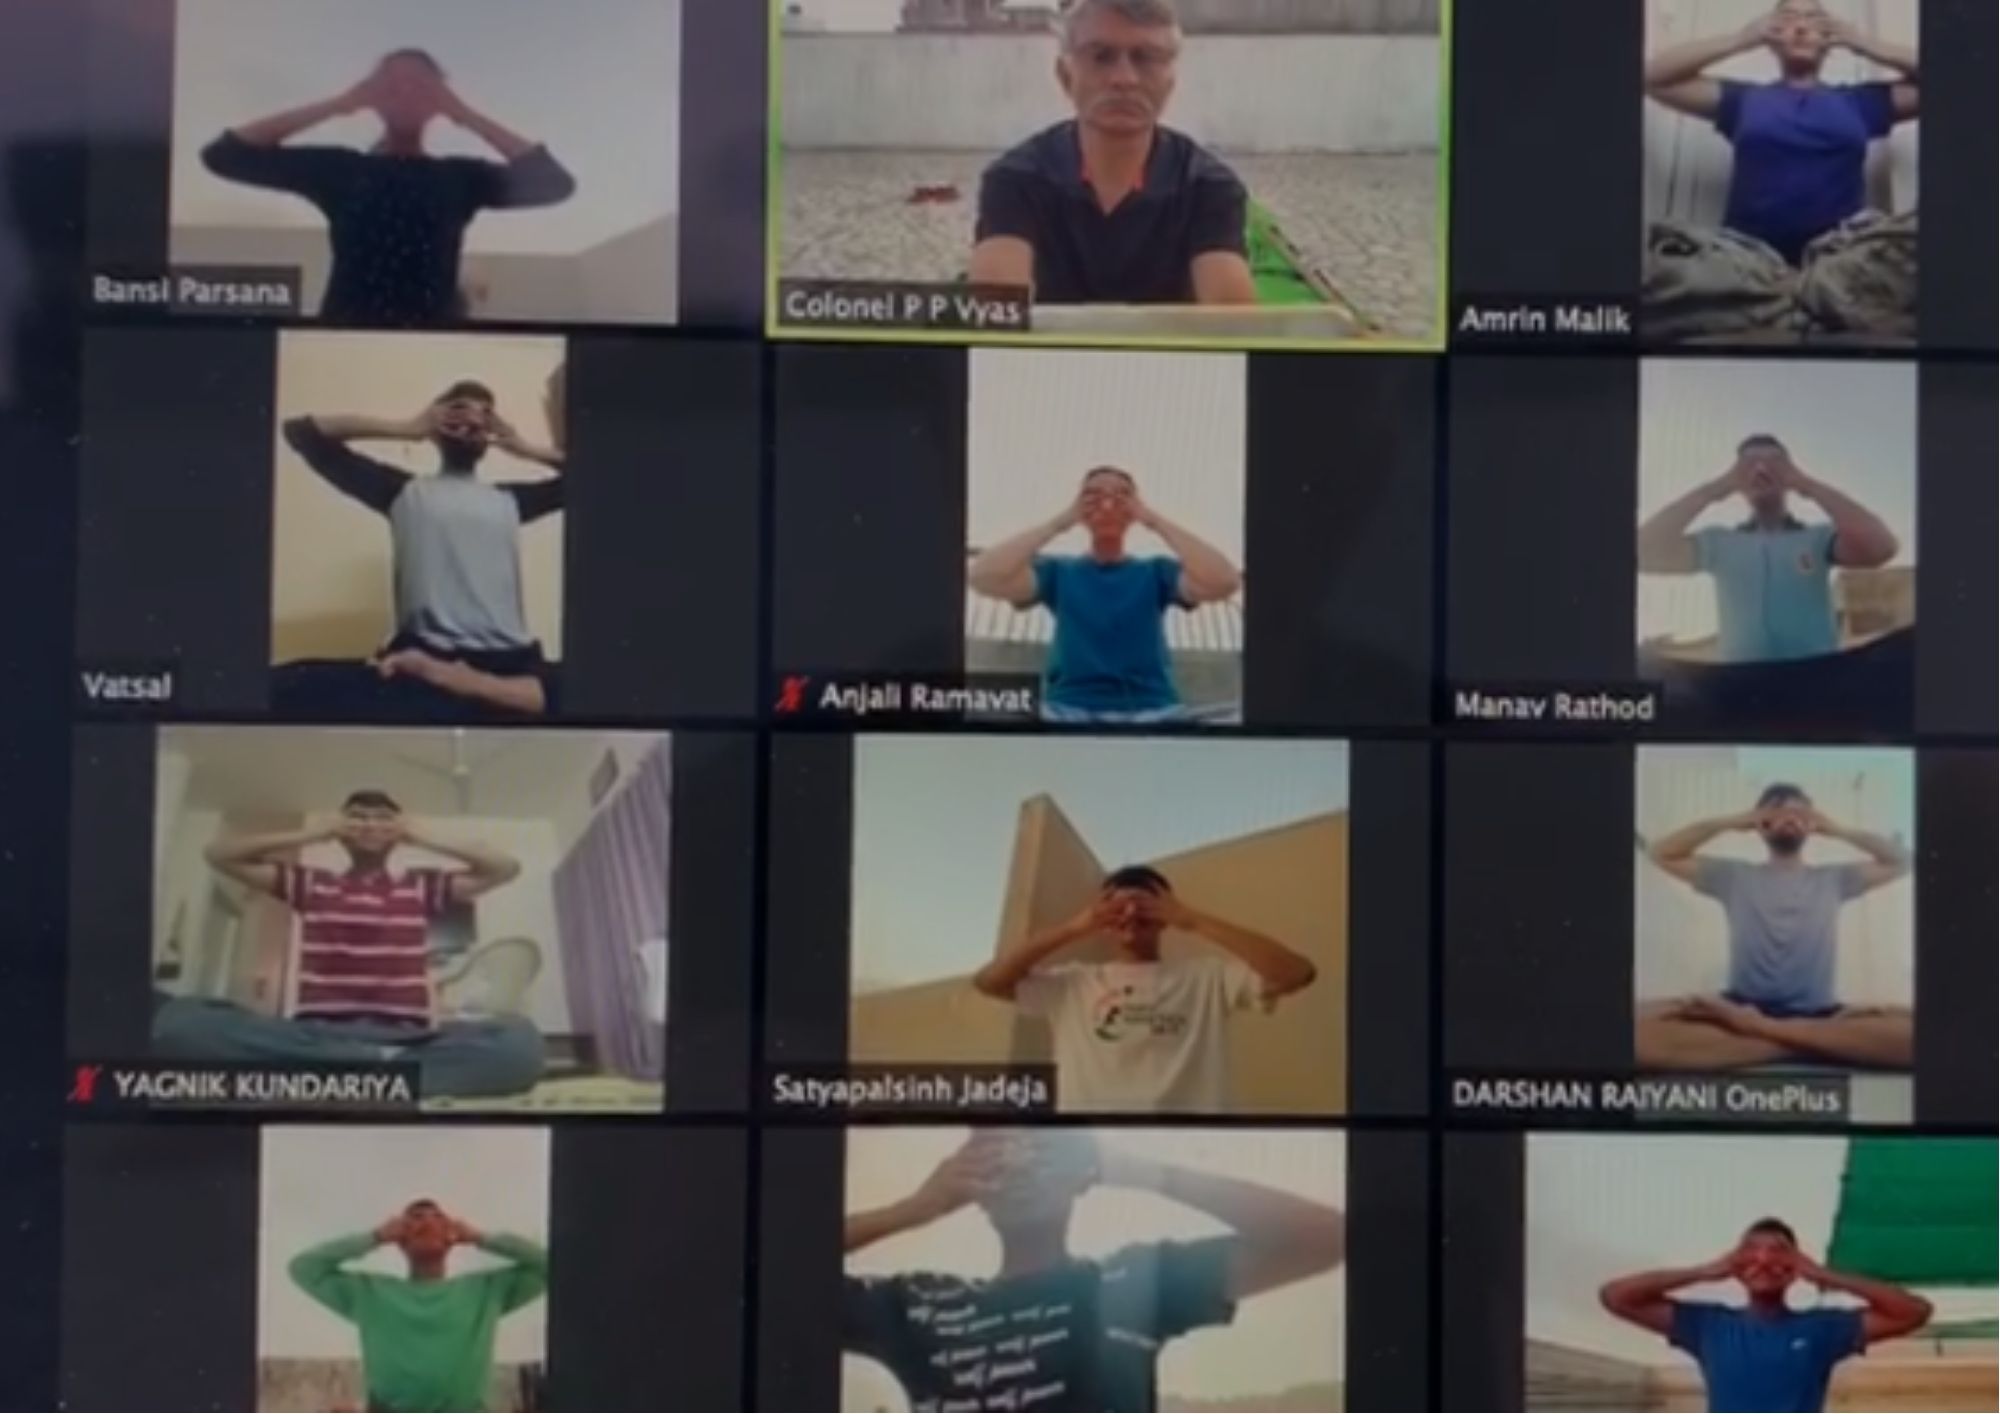 Bansi Parsana
Colonel P P Vyas
Amrin Malik
Vatsal
Anjali Ramavat
Manav Rathod
YAGNIK KUNDARIYA
Satyapalsinh Jadeja
DARSHAN RAIYANI OnePlus